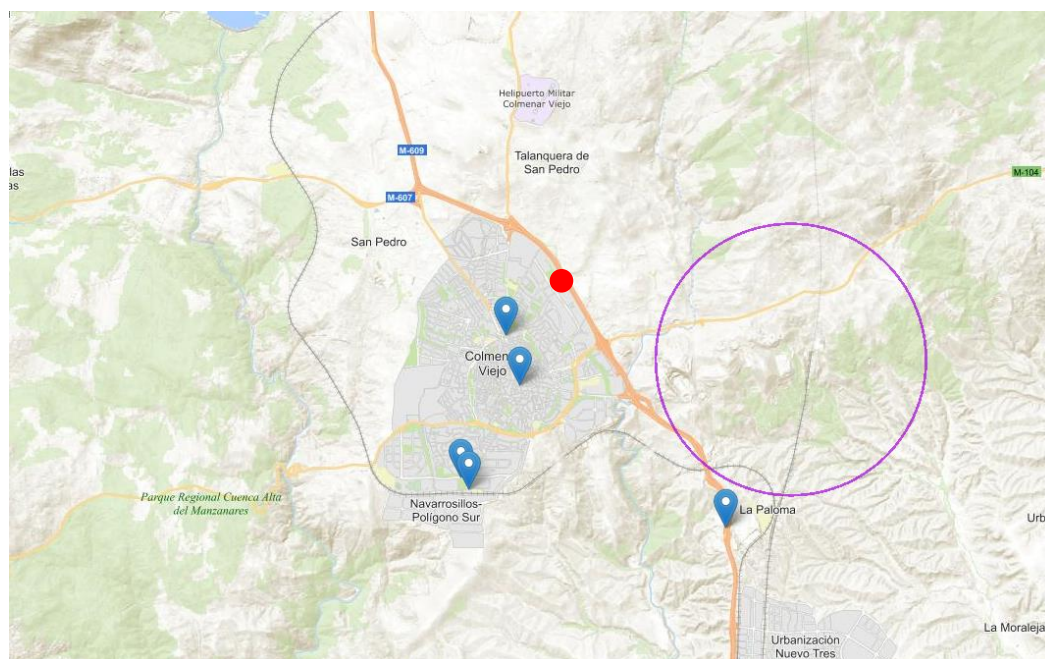 Helipuerto Militar
Colmenar Viejo
M-609
Talanquera de
San Pedro
las
as
M-104
M-607
San Pedro
Colmen
Viejo
Parque Regional Cuenca Alta
del Manzanares
Navarrosillos-
Polígono Sur
La Paloma
Urb
La Moraleja
Urbanización
Nuevo Tres